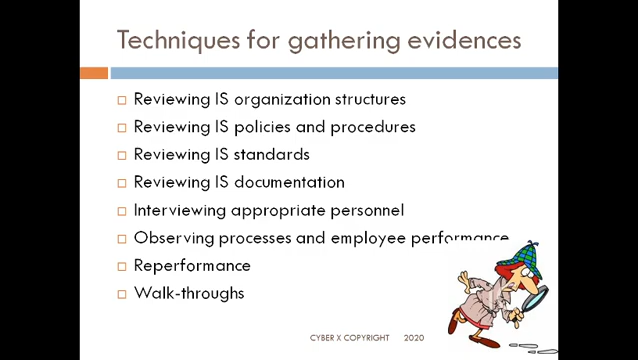 Techniques for gathering evidences
Reviewing IS organization structures
Reviewing IS policies and procedures
Reviewing IS standards
Reviewing IS documentation
Interviewing appropriate personnel
Observing processes and employee performance
Reperformance
Walk-throughs
CYBER X COPYRIGHT 2020